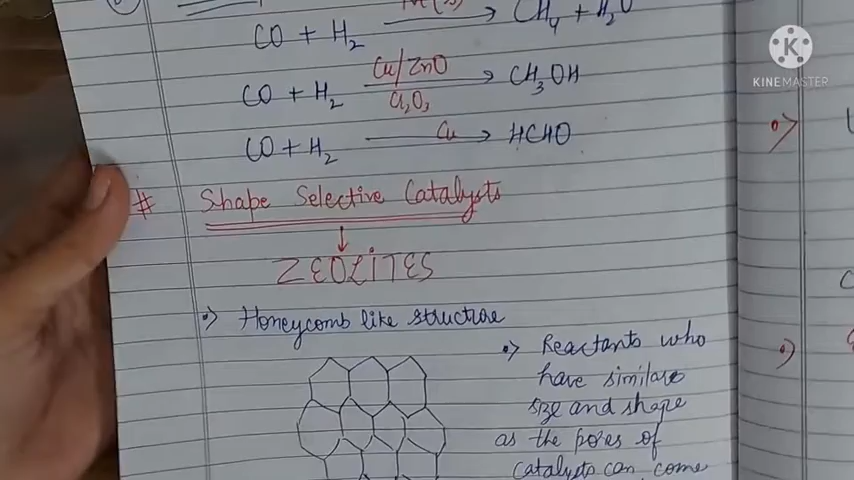 CH₄ + H₂O
CO + H₂
Cu/ZnO
CO + H₂ → CH₃OH
Cr₂O₃
Cu
CO + H₂ → HCHO
# Shape Selective Catalysts
↓
ZEOLITES
Honeycomb like structure
Reactants who
have similar
size and shape
as the pores of
catalysts can come
K
KINEMASTER